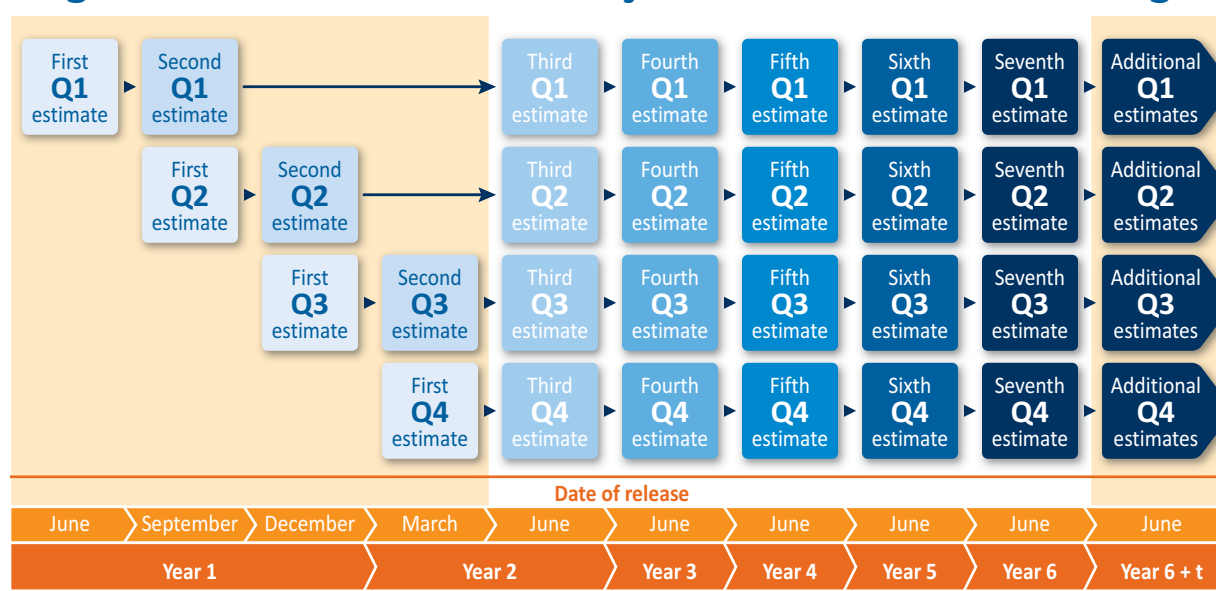 First
Q1
estimate
Second
Q1
estimate
Third
Q1
estimate
Fourth
Q1
estimate
Fifth
Q1
estimate
Sixth
Q1
estimate
Seventh
Q1
estimate
Additional
Q1
estimates
First
Q2
estimate
Second
Q2
estimate
Third
Q2
estimate
Fourth
Q2
estimate
Fifth
Q2
estimate
Sixth
Q2
estimate
Seventh
Q2
estimate
Additional
Q2
estimates
First
Q3
estimate
Second
Q3
estimate
Third
Q3
estimate
Fourth
Q3
estimate
Fifth
Q3
estimate
Sixth
Q3
estimate
Seventh
Q3
estimate
Additional
Q3
estimates
First
Q4
estimate
Third
Q4
estimate
Fourth
Q4
estimate
Fifth
Q4
estimate
Sixth
Q4
estimate
Seventh
Q4
estimate
Additional
Q4
estimates
Date of release
June September December March June June June June June June
Year 1 Year 2 Year 3 Year 4 Year 5 Year 6 Year 6 + t